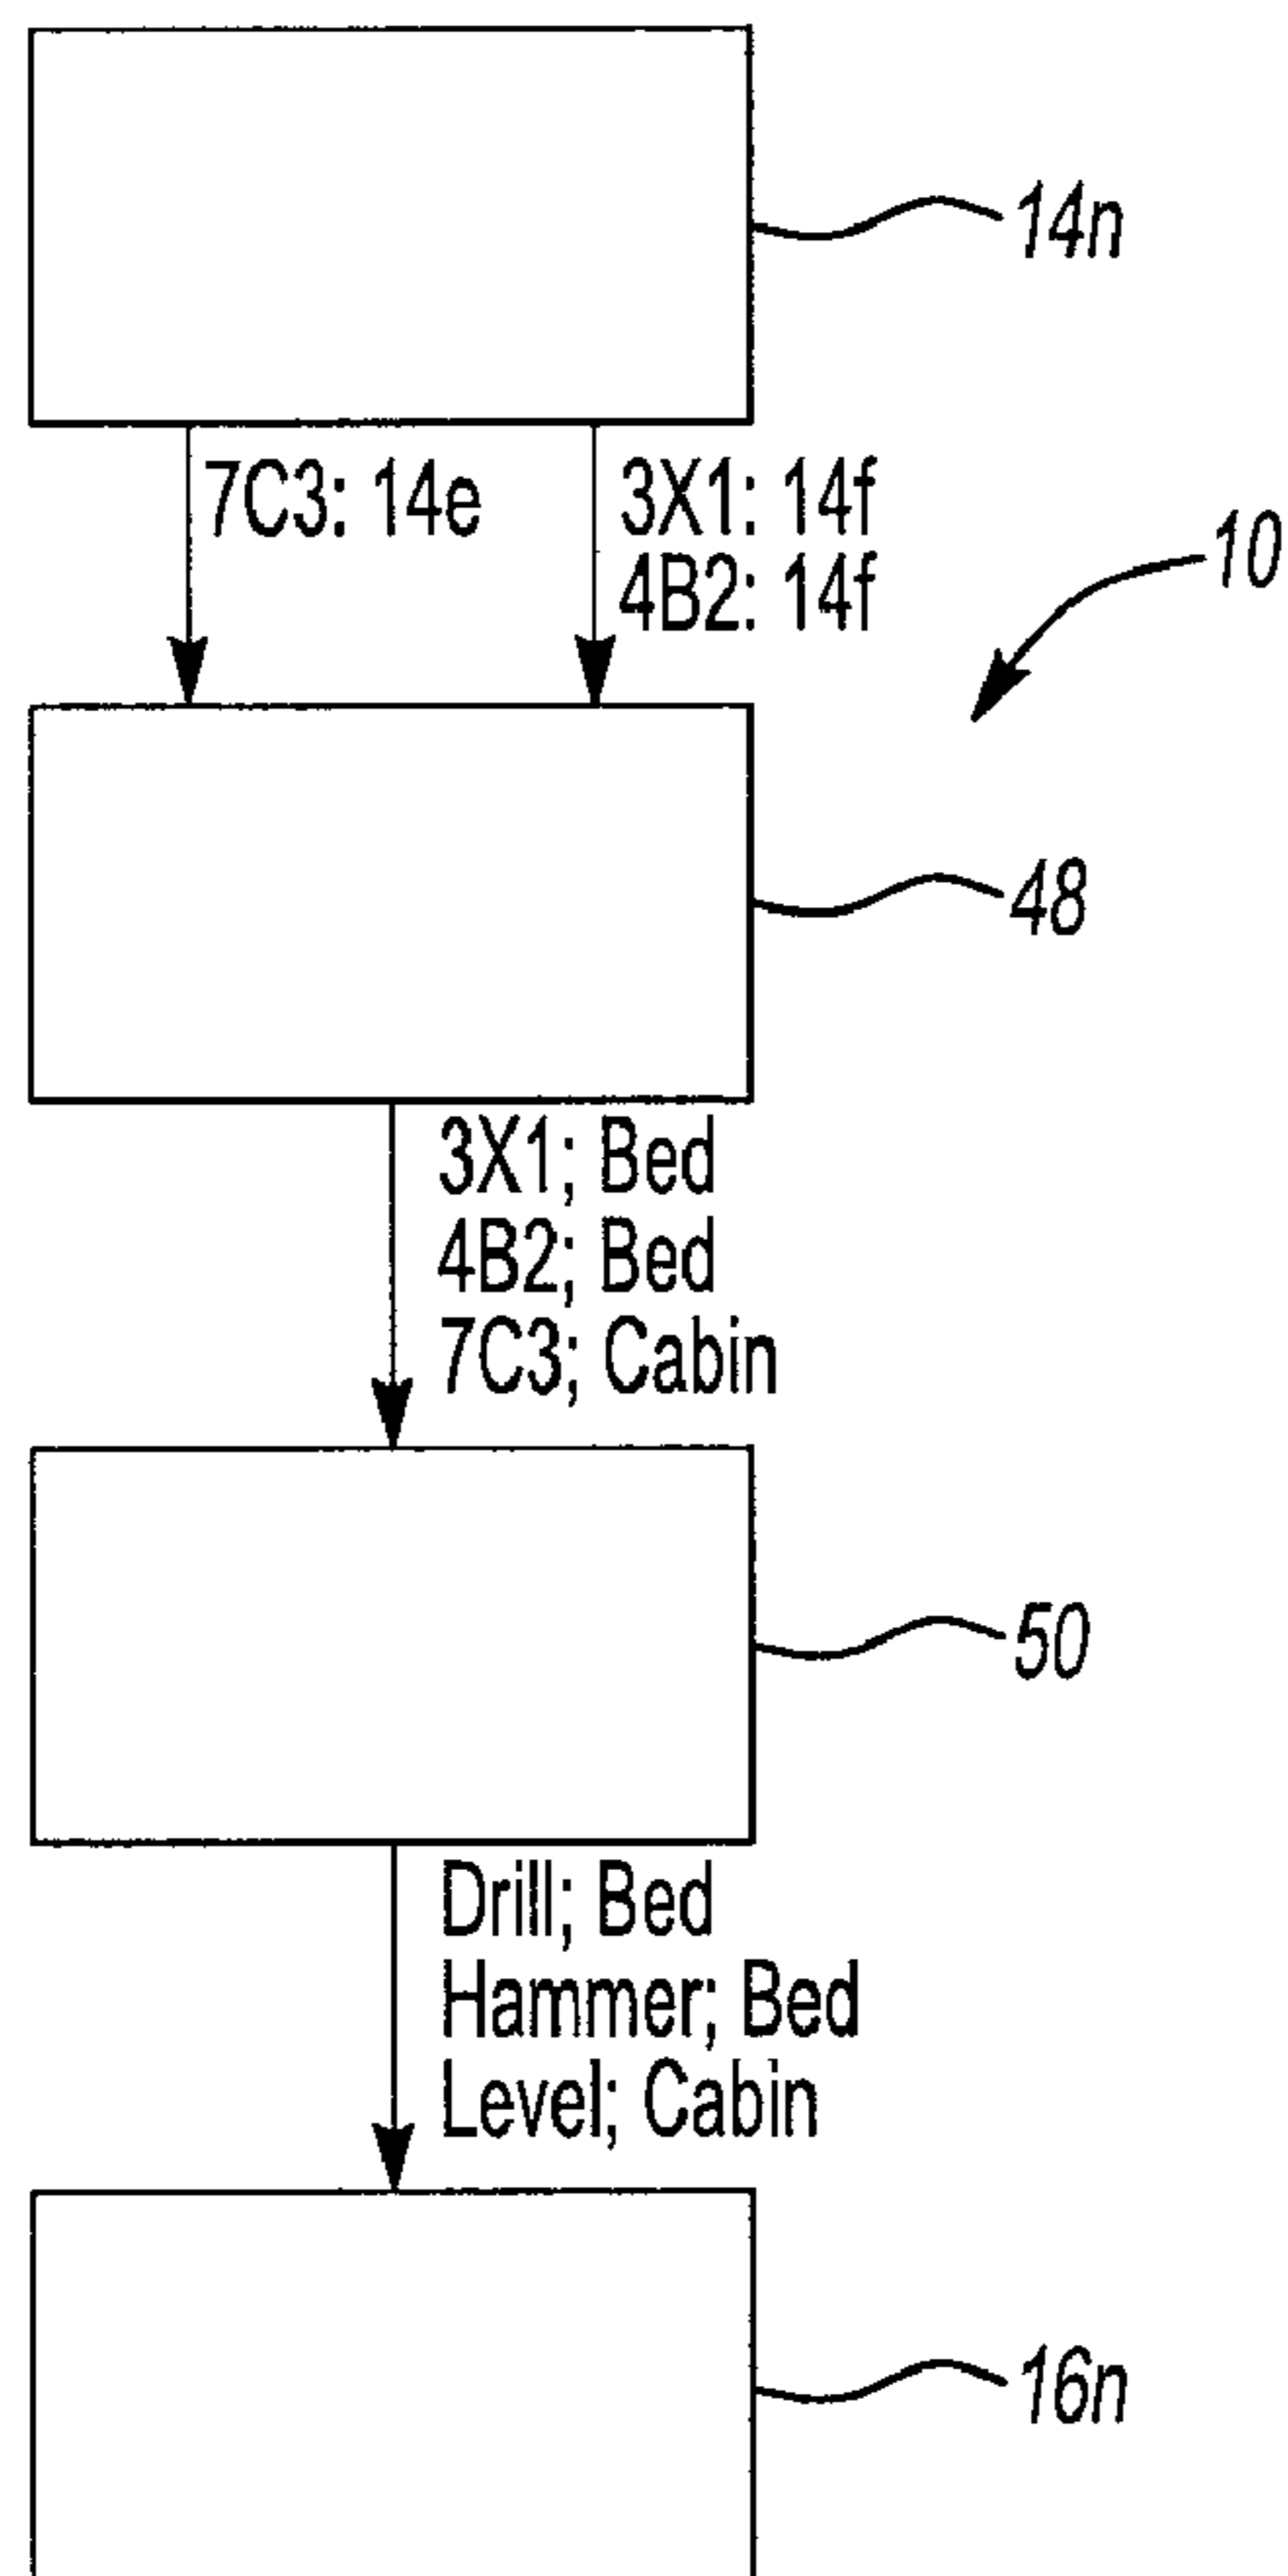 14n
7C3: 14e
3X1: 14f
4B2: 14f
10
48
3X1; Bed
4B2; Bed
7C3; Cabin
50
Drill; Bed
Hammer; Bed
Level; Cabin
16n